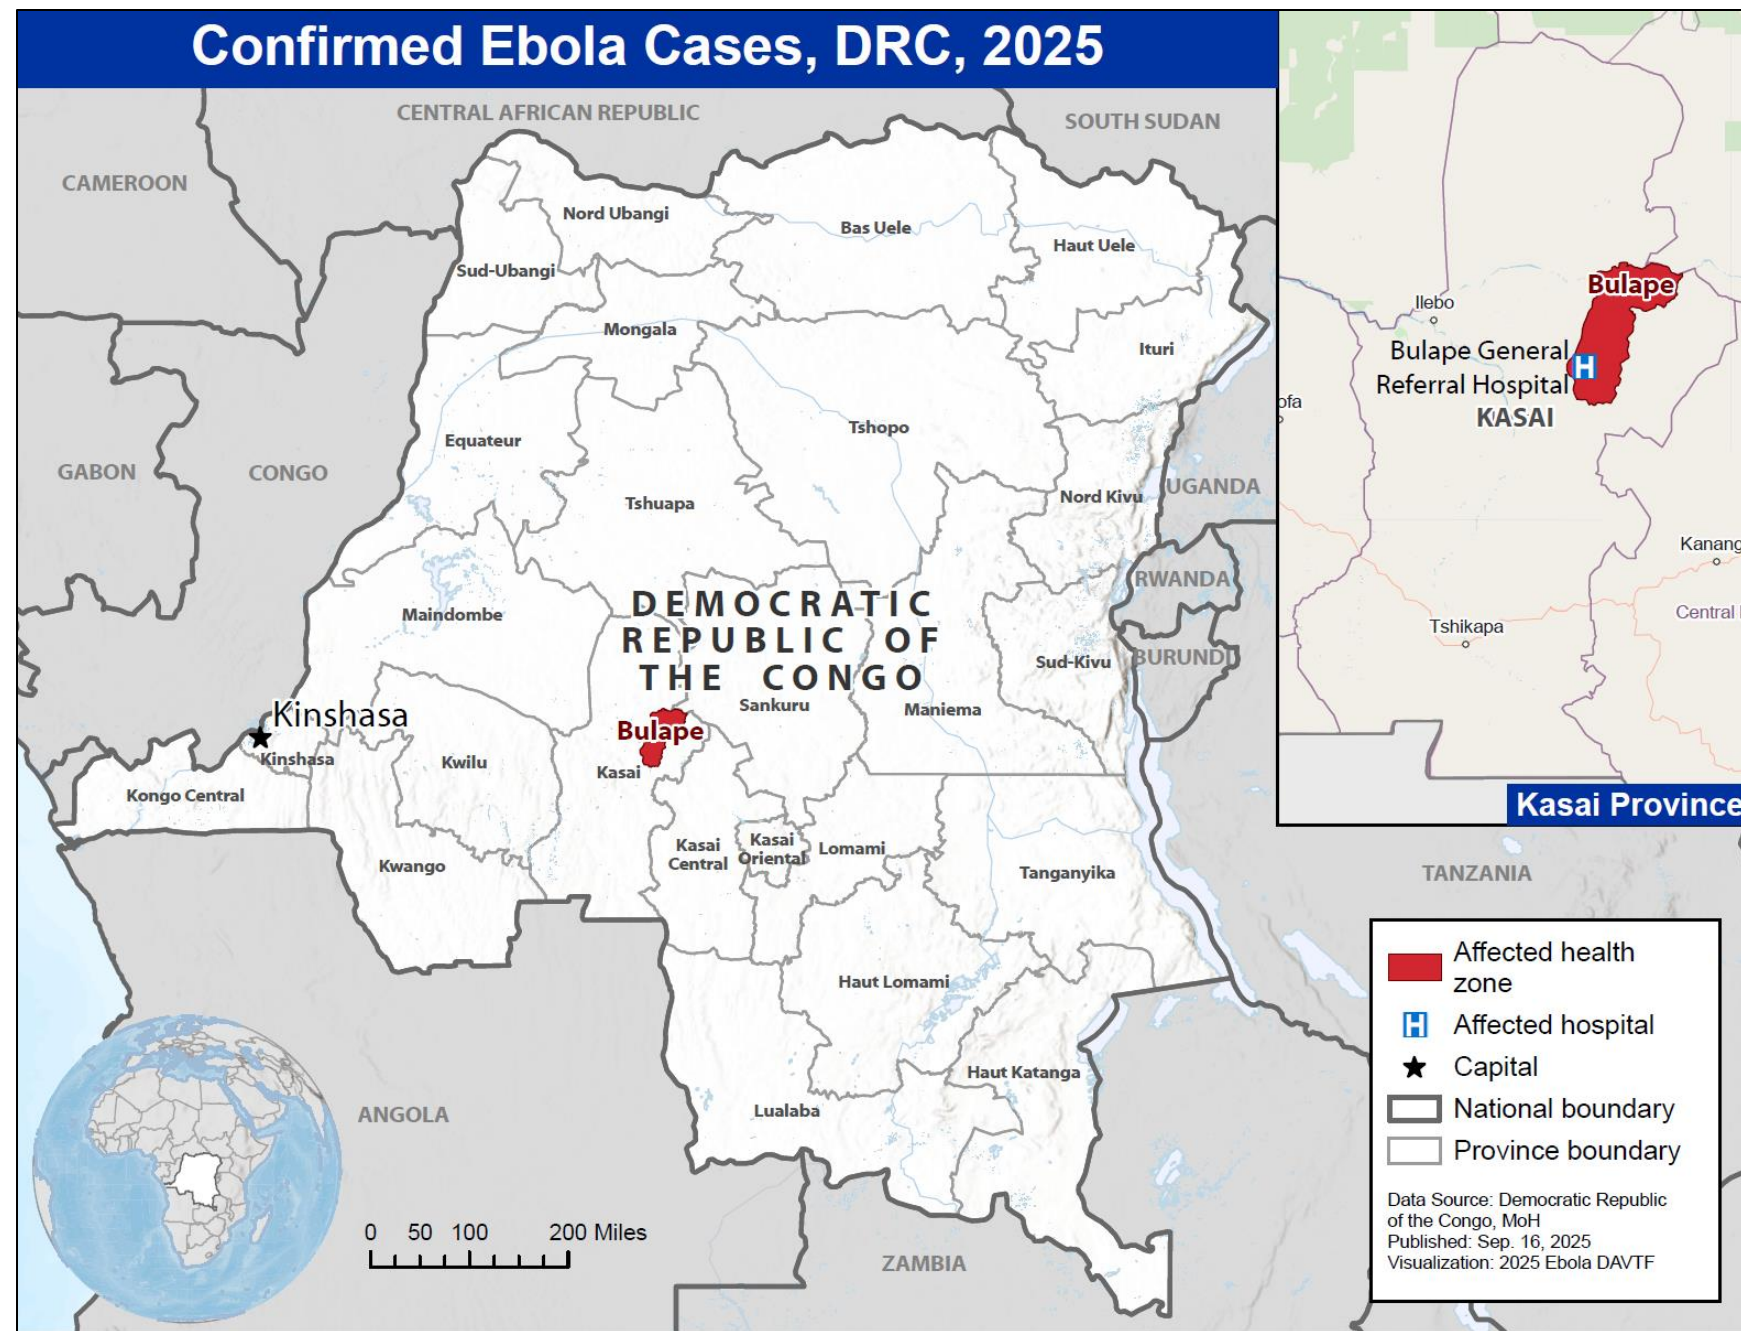 Confirmed Ebola Cases, DRC, 2025
CENTRAL AFRICAN REPUBLIC
SOUTH SUDAN
CAMEROON
Nord Ubangi
Bas Uele
Haut Uele
Sud-Ubangi
Mongala
Ituri
Equateur
Tshopo
GABON
CONGO
Tshuapa
Nord Kivu
UGANDA
RWANDA
DEMOCRATIC
REPUBLIC OF
THE CONGO
Maindombe
Sud-Kivu
BURUNDI
Sankuru
Maniema
Kinshasa
Bulape
Kinshasa
Kwilu
Kasai
Kongo Central
Kasai
Central
Kasai
Oriental
Lomami
Kwango
Tanganyika
TANZANIA
Haut Lomami
Haut Katanga
Lualaba
ANGOLA
ZAMBIA
0 50 100 200 Miles
Bulape
Ilebo
Bulape General
Referral Hospital
H
KASAI
ofa
Kanang
Central
Tshikapa
Kasai Province
Affected health
zone
H Affected hospital
Capital
National boundary
Province boundary
Data Source: Democratic Republic
of the Congo, MoH
Published: Sep. 16, 2025
Visualization: 2025 Ebola DAVTF